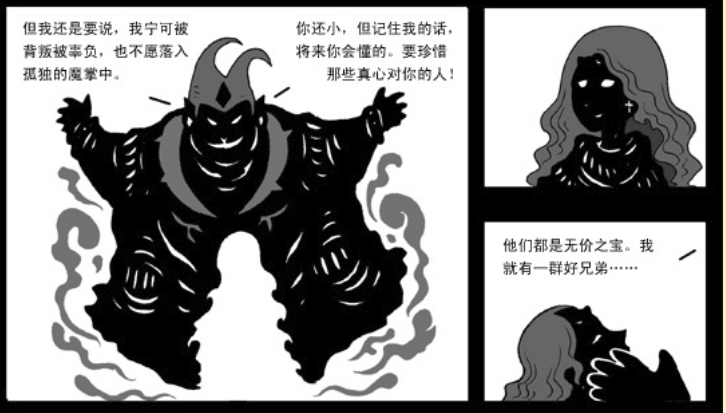 但我还是要说，我宁可被
背叛被辜负，也不愿落入
孤独的魔掌中。
你还小，但记住我的话，
将来你会懂的。要珍惜
那些真心对你的人！
他们都是无价之宝。我
就有一群好兄弟……